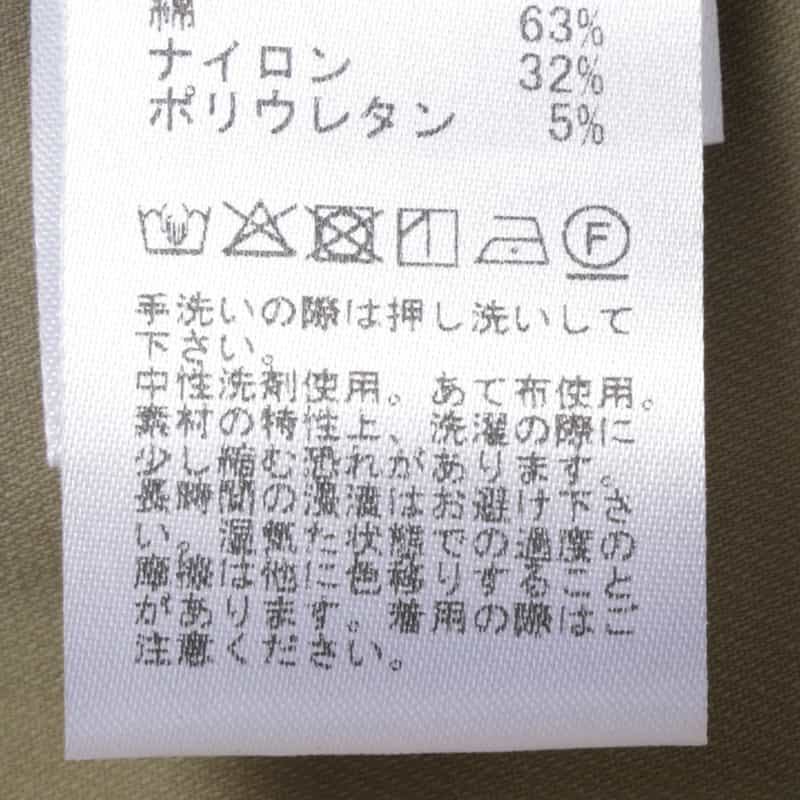 綿 63%
ナイロン 32%
ポリウレタン 5%
F
手洗いの際は押し洗いして
下さい。
中性洗剤使用。あて布使用。
素材の特性上、洗濯の際に
少し縮む恐れがあります。
長時間の浸漬はお避け下さ
い。湿気た状態での過度の
摩擦は他に色移りすること
があります。着用の際はご
注意ください。